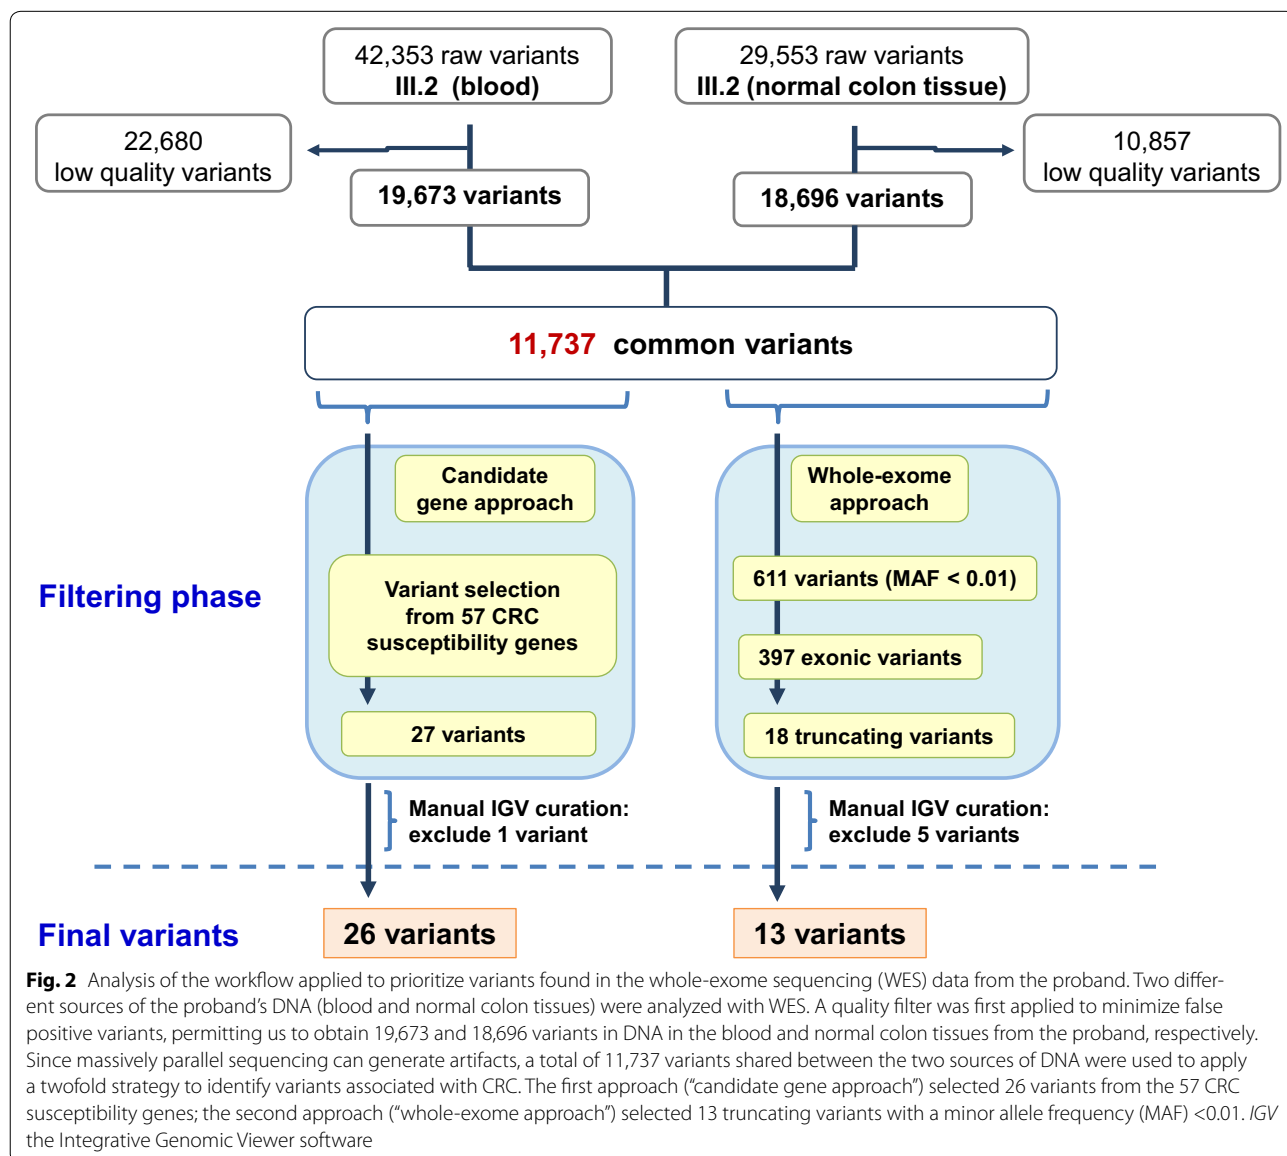 42,353 raw variants
III.2 (blood)
29,553 raw variants
III.2 (normal colon tissue)
22,680
low quality variants
10,857
low quality variants
19,673 variants
18,696 variants
11,737 common variants
Candidate
gene approach
Whole-exome
approach
Filtering phase
Variant selection
from 57 CRC
susceptibility genes
611 variants (MAF < 0.01)
397 exonic variants
27 variants
18 truncating variants
Manual IGV curation:
exclude 1 variant
Manual IGV curation:
exclude 5 variants
Final variants
26 variants
13 variants
Fig. 2 Analysis of the workflow applied to prioritize variants found in the whole-exome sequencing (WES) data from the proband. Two differ-
ent sources of the proband's DNA (blood and normal colon tissues) were analyzed with WES. A quality filter was first applied to minimize false
positive variants, permitting us to obtain 19,673 and 18,696 variants in DNA in the blood and normal colon tissues from the proband, respectively.
Since massively parallel sequencing can generate artifacts, a total of 11,737 variants shared between the two sources of DNA were used to apply
a twofold strategy to identify variants associated with CRC. The first approach ("candidate gene approach") selected 26 variants from the 57 CRC
susceptibility genes; the second approach ("whole-exome approach") selected 13 truncating variants with a minor allele frequency (MAF) <0.01. IGV
the Integrative Genomic Viewer software